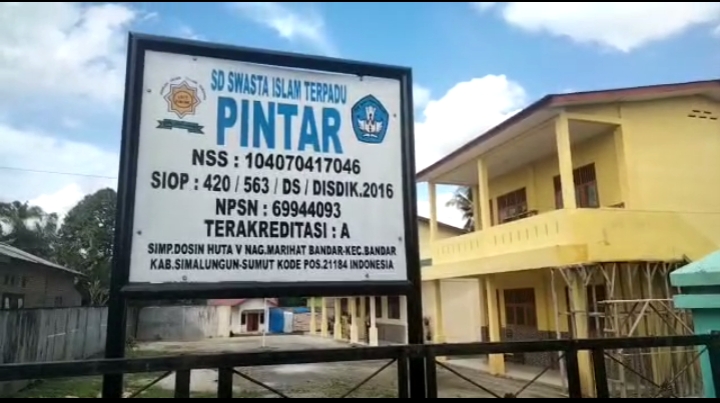 SD SWASTA ISLAM TERPADU
PINTAR
NSS : 104070417046
SIOP : 420 / 563 / DS / DISDIK.2016
NPSN : 69944093
TERAKREDITASI : A
SIMP.DOSIN HUTA V NAG.MARIHAT BANDAR-KEC.BANDAR
KAB.SIMALUNGUN-SUMUT KODE POS.21184 INDONESIA